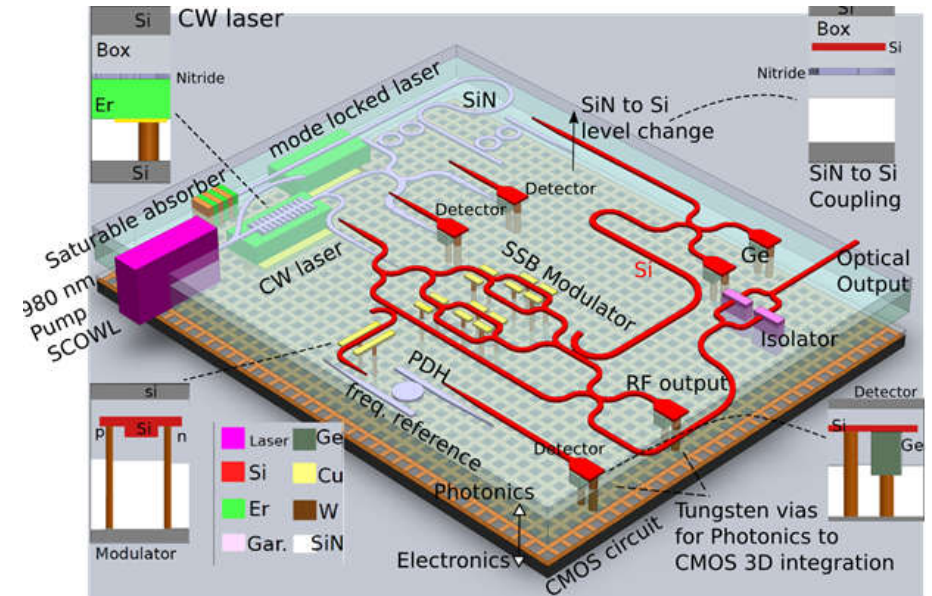 Si
CW laser
Box
Nitride
Er
Si
mode locked laser
SiN
SiN to Si
level change
Si
Box
Si
Nitride
SiN to Si
Coupling
Saturable absorber
Detector
Detector
CW laser
SSB Modulator
Si
Ge
Optical
Output
Isolator
980 nm
Pump
SCOWL
PDH
freq. reference
RF output
Detector
si
p
Si
n
Modulator
Laser
Ge
Si
Cu
Er
W
Gar.
SiN
Photonics
Electronics
CMOS circuit
Tungsten vias
for Photonics to
CMOS 3D integration
Detector
Si
Ge